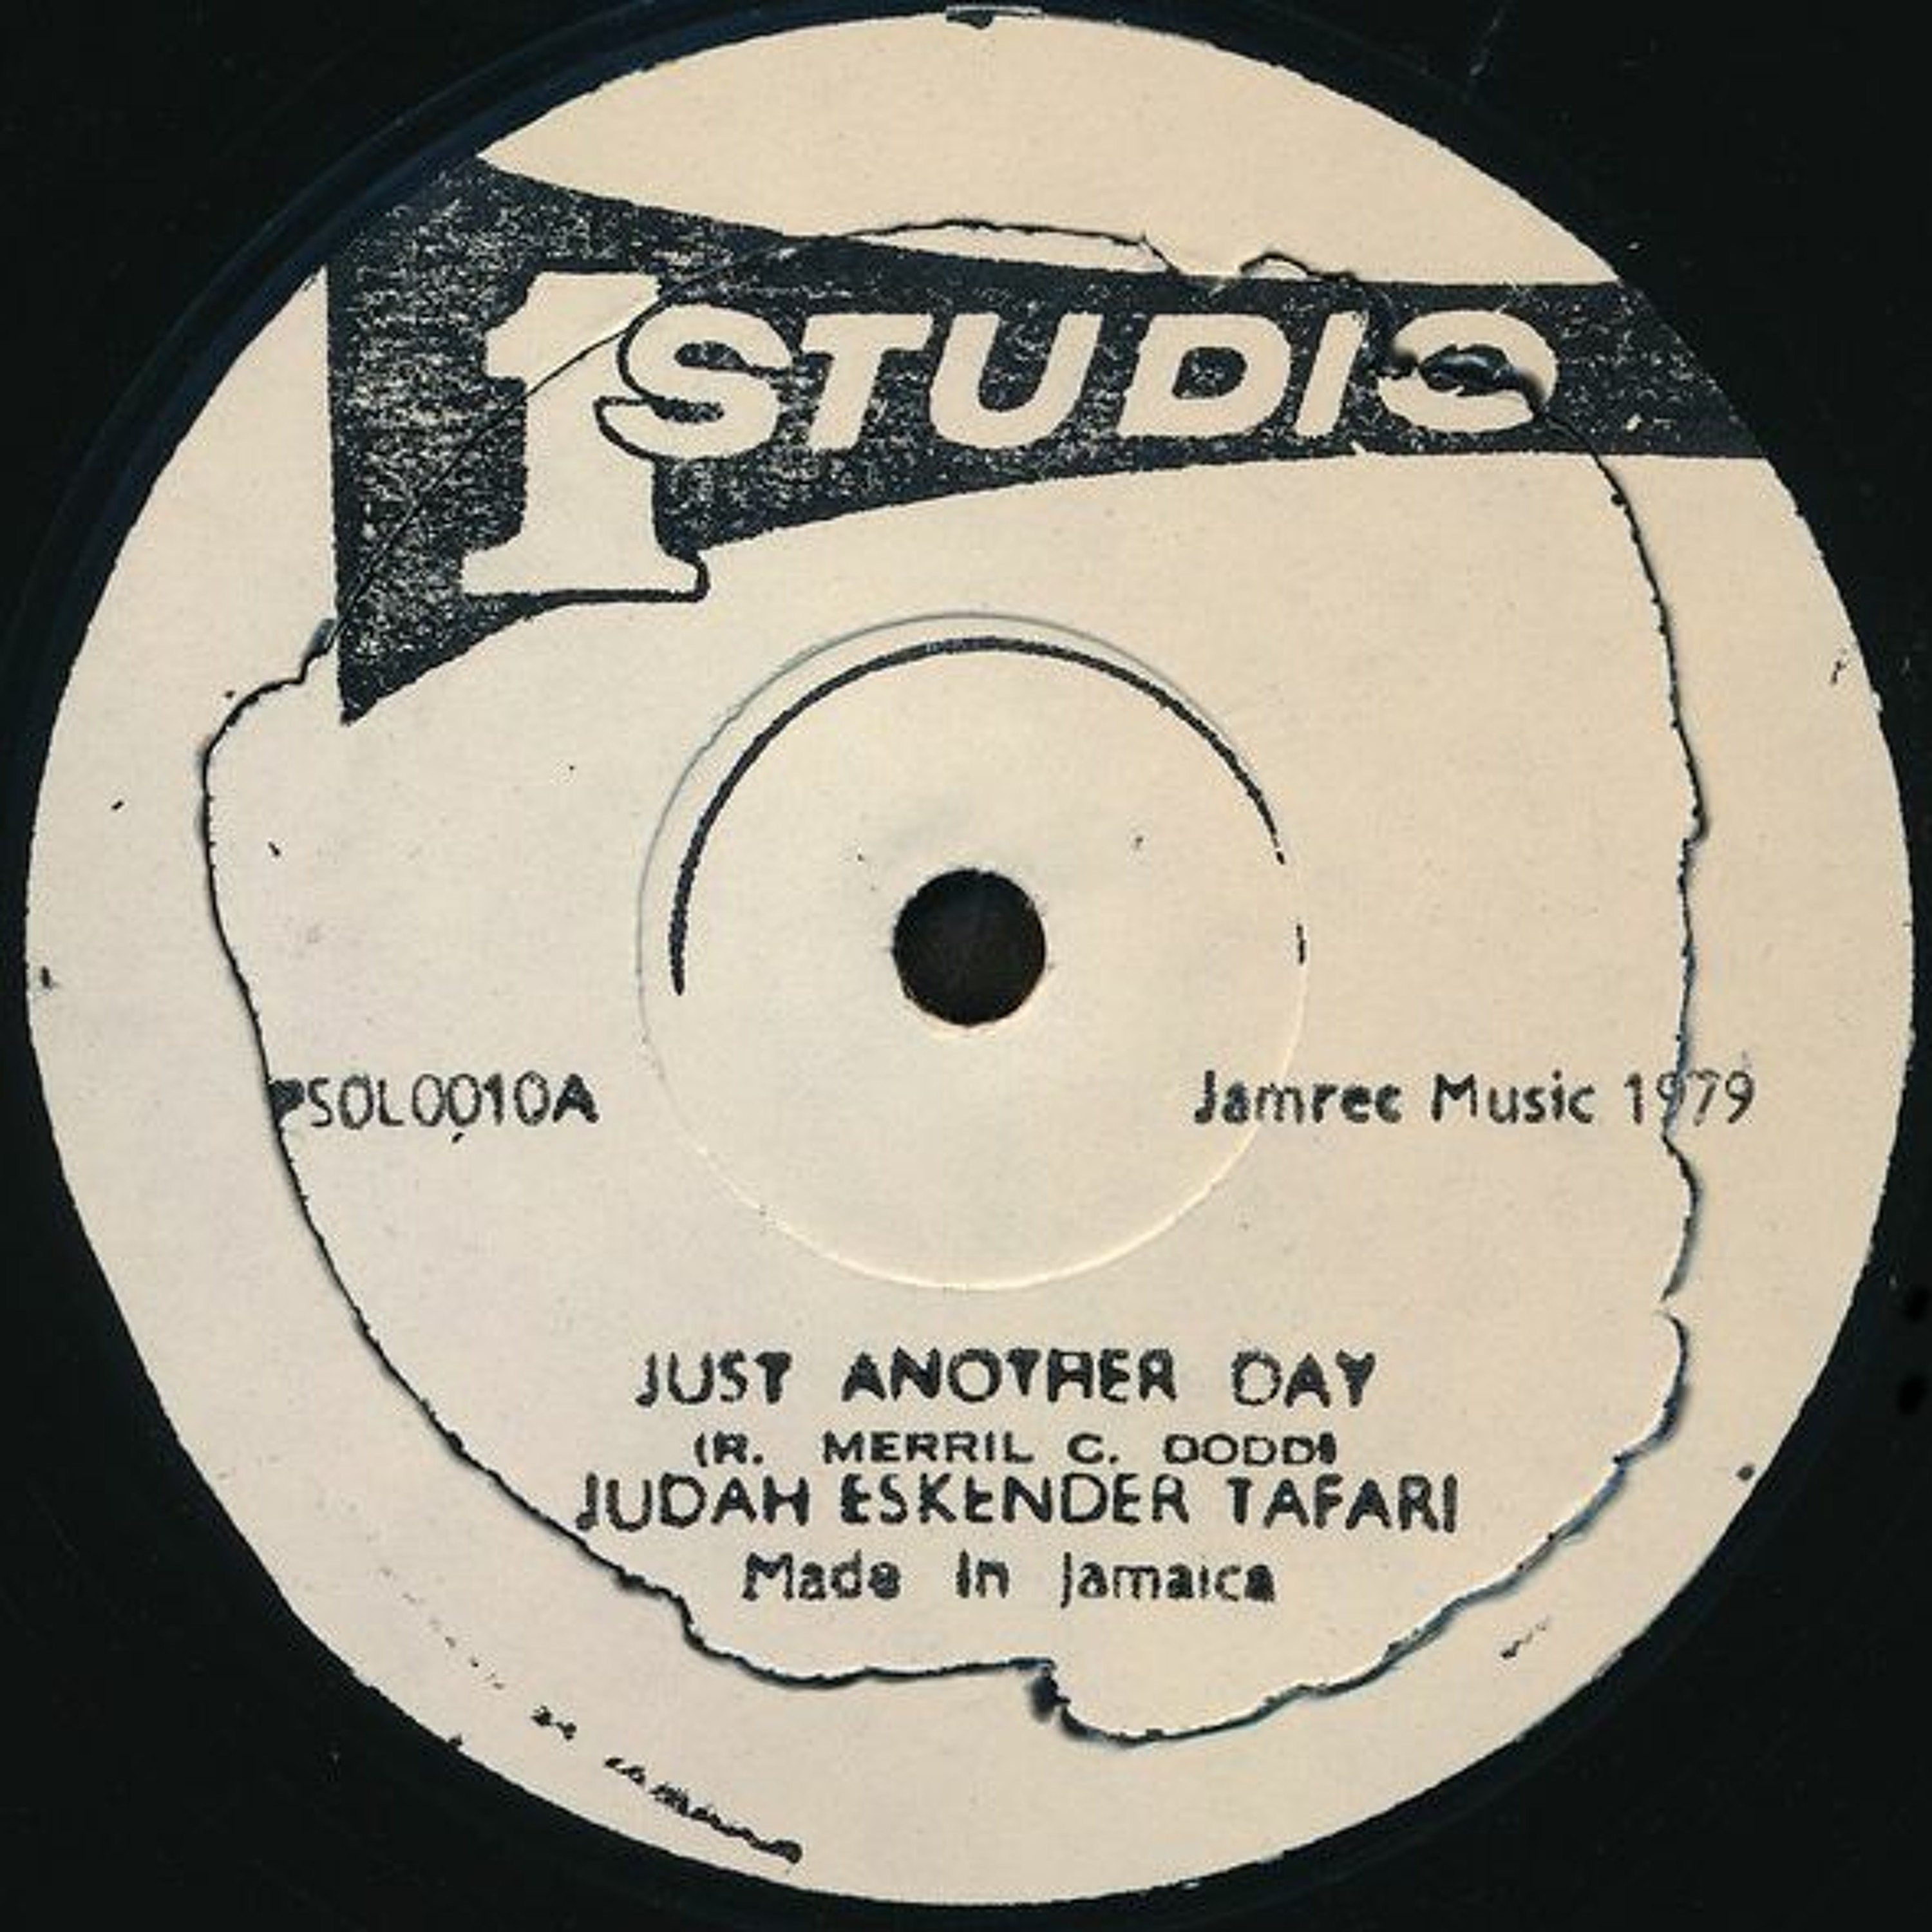 1 STUDIO
PSOL0010A
Jamrec Music 1979
JUST ANOTHER DAY
(R. MERRIL C. DODD)
JUDAH ESKENDER TAFARI
Made In Jamaica